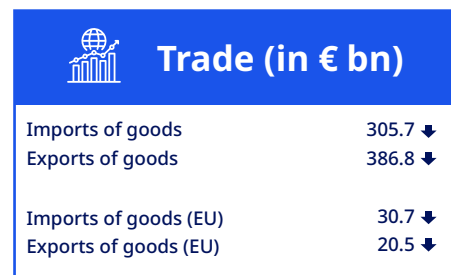 Trade (in € bn)
Imports of goods 305.7
Exports of goods 386.8
Imports of goods (EU) 30.7
Exports of goods (EU) 20.5